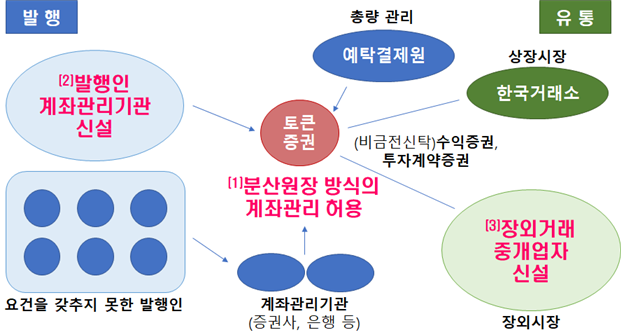 발 행
유 통
총량 관리
예탁결제원
상장시장
한국거래소
[2]발행인
계좌관리기관
신설
토큰
증권
(비금전신탁)수익증권,
투자계약증권
[1]분산원장 방식의
계좌관리 허용
[3]장외거래
중개업자
신설
장외시장
요건을 갖추지 못한 발행인
계좌관리기관
(증권사, 은행 등)